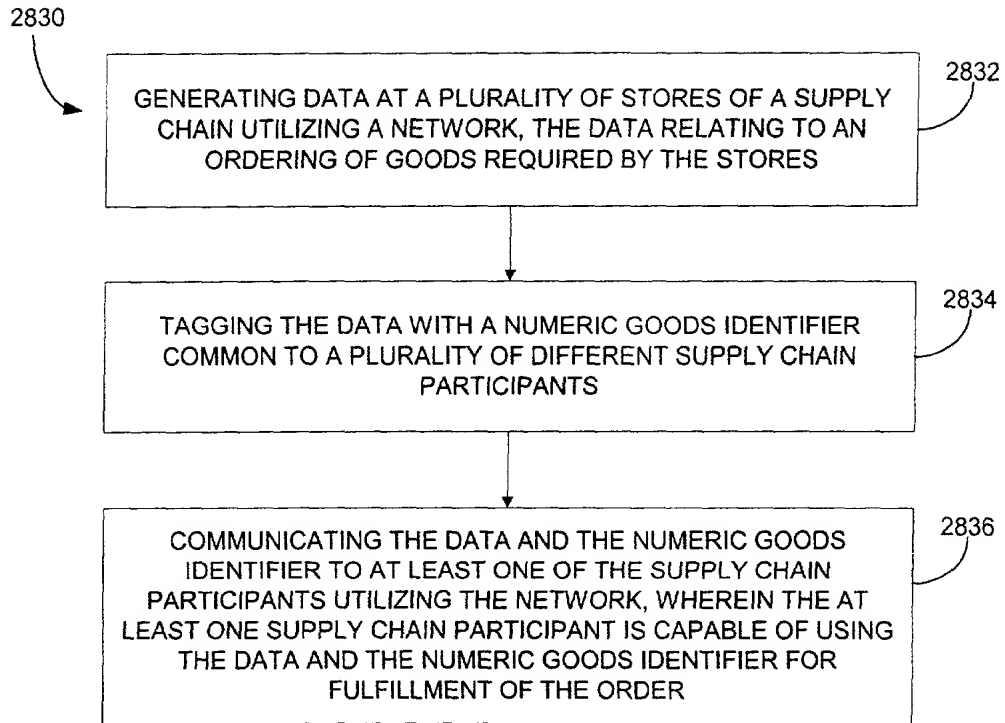 2830
GENERATING DATA AT A PLURALITY OF STORES OF A SUPPLY
CHAIN UTILIZING A NETWORK, THE DATA RELATING TO AN
ORDERING OF GOODS REQUIRED BY THE STORES
2832
TAGGING THE DATA WITH A NUMERIC GOODS IDENTIFIER
COMMON TO A PLURALITY OF DIFFERENT SUPPLY CHAIN
PARTICIPANTS
2834
COMMUNICATING THE DATA AND THE NUMERIC GOODS
IDENTIFIER TO AT LEAST ONE OF THE SUPPLY CHAIN
PARTICIPANTS UTILIZING THE NETWORK, WHEREIN THE AT
LEAST ONE SUPPLY CHAIN PARTICIPANT IS CAPABLE OF USING
THE DATA AND THE NUMERIC GOODS IDENTIFIER FOR
FULFILLMENT OF THE ORDER
2836